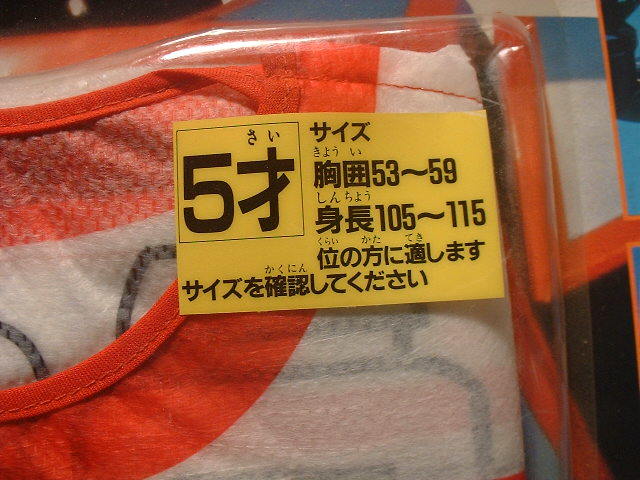 さい
5才
サイズ
きょう い
胸囲53〜59
しんちょう
身長105〜115
くらい かた てき
位の方に適します
かくにん
サイズを確認してください